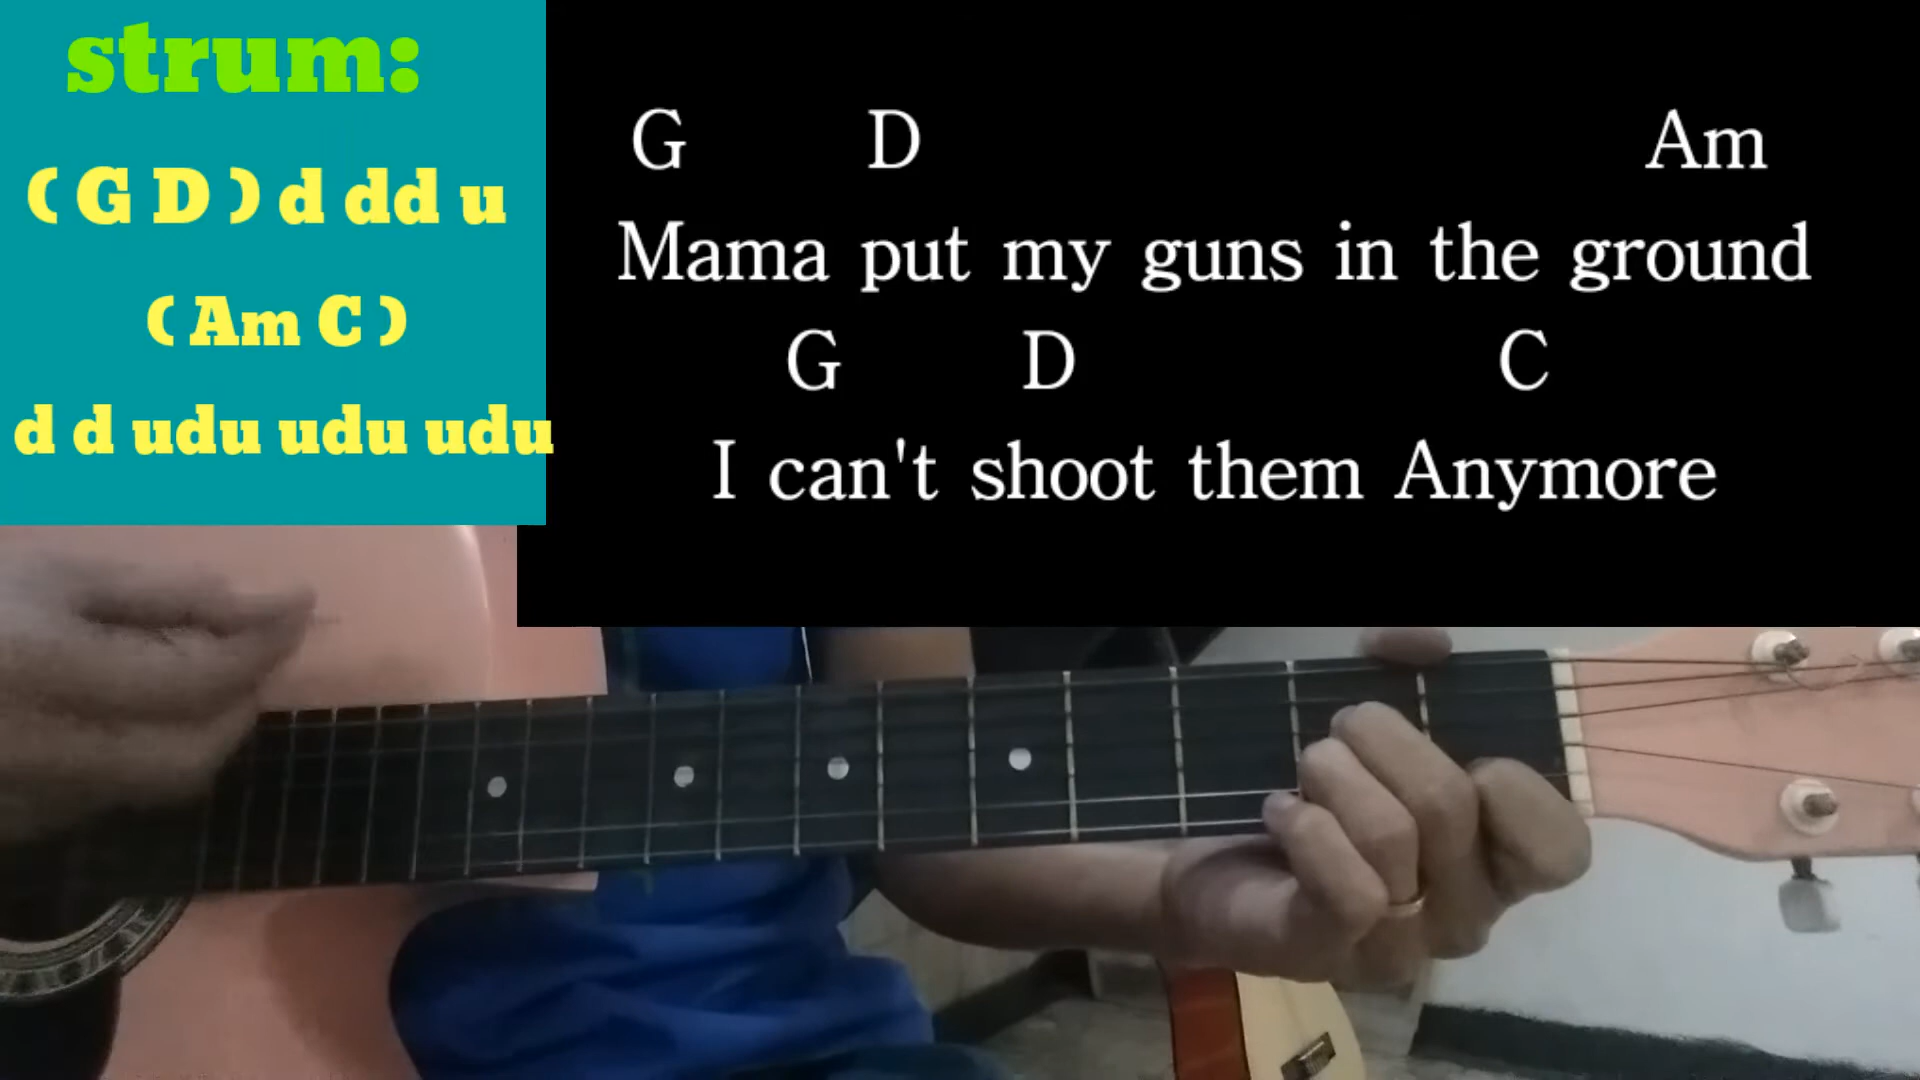 strum:
( G D ) d dd u
( Am C )
d d udu udu udu
G D Am
Mama put my guns in the ground
G D C
I can't shoot them Anymore